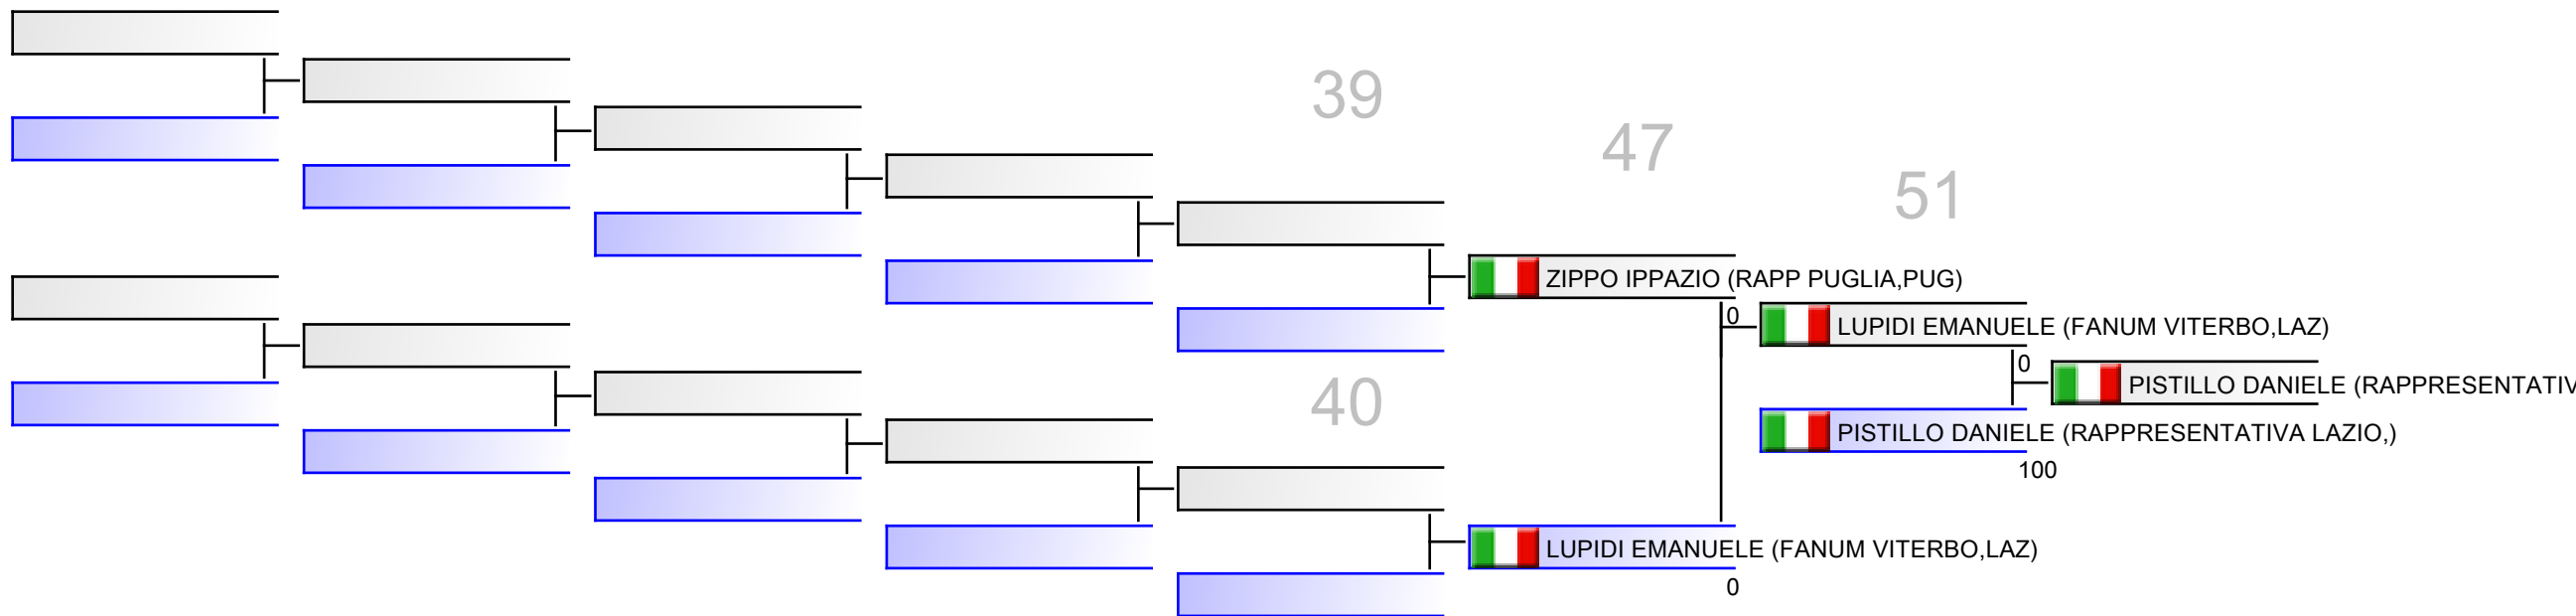 39
47
51
ZIPPO IPPAZIO (RAPP PUGLIA,PUG)
0
LUPIDI EMANUELE (FANUM VITERBO,LAZ)
0
PISTILLO DANIELE (RAPPRESENTATIV
40
PISTILLO DANIELE (RAPPRESENTATIVA LAZIO,)
100
LUPIDI EMANUELE (FANUM VITERBO,LAZ)
0